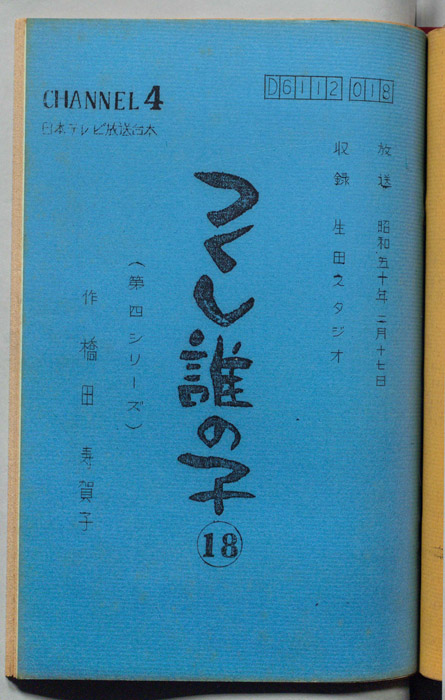 CHANNEL4
日本テレビ放送台本
D6112 018
放送 昭和五十年二月十七日
収録 生田スタジオ
つくし誰の子
18
(第四シリーズ)
作 橋田寿賀子